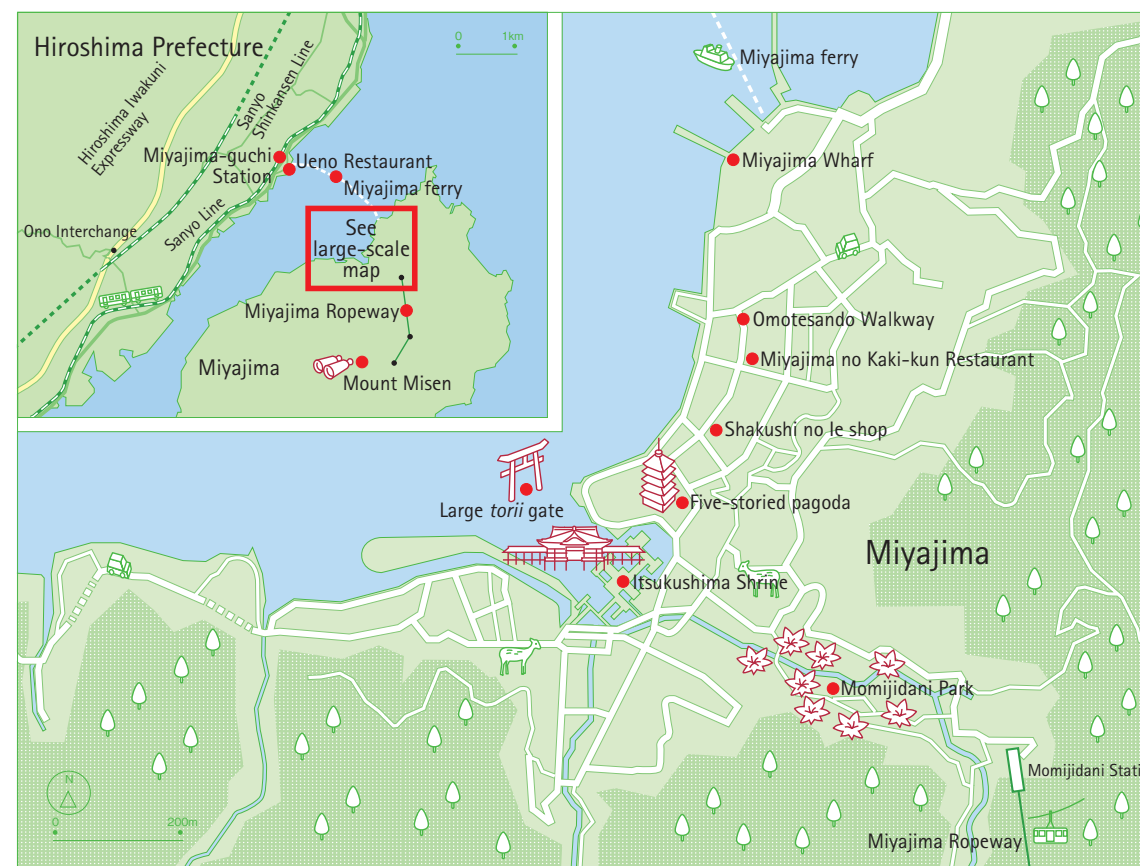 Hiroshima Prefecture
0 1km
Hiroshima Iwakuni
Expressway
Sanyo
Shinkansen Line
Miyajima-guchi
Station
Ueno Restaurant
Miyajima ferry
Sanyo Line
Ono Interchange
See
large-scale
map
Miyajima Ropeway
Miyajima
Mount Misen
Miyajima ferry
Miyajima Wharf
Omotesando Walkway
Miyajima no Kaki-kun Restaurant
Shakushi no Ie shop
Large torii gate
Five-storied pagoda
Miyajima
Itsukushima Shrine
Momijidani Park
Momijidani Stati
Miyajima Ropeway
N
0 200m